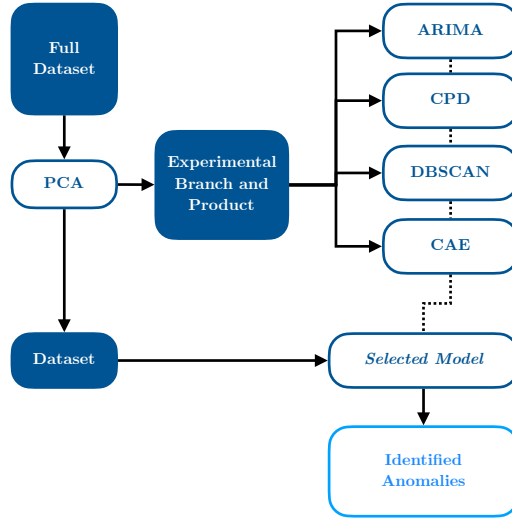 Full
Dataset
PCA
Experimental
Branch and
Product
ARIMA
CPD
DBSCAN
CAE
Dataset
Selected Model
Identified
Anomalies